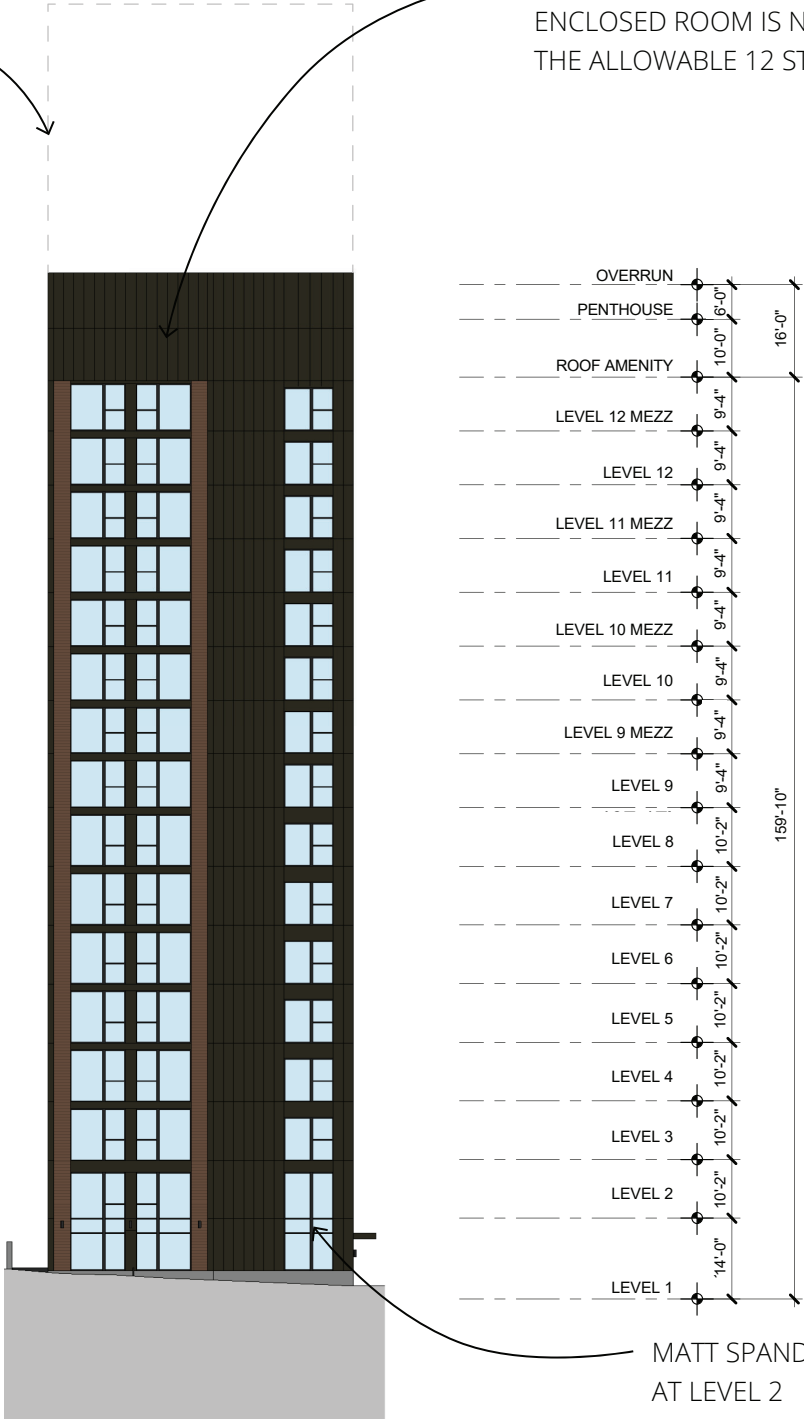 ENCLOSED ROOM IS N
THE ALLOWABLE 12 ST
OVERRUN
6'-0"
PENTHOUSE
10'-0"
16'-0"
ROOF AMENITY
9'-4"
LEVEL 12 MEZZ
9'-4"
LEVEL 12
9'-4"
LEVEL 11 MEZZ
9'-4"
LEVEL 11
9'-4"
LEVEL 10 MEZZ
9'-4"
LEVEL 10
9'-4"
LEVEL 9 MEZZ
9'-4"
LEVEL 9
10'-2"
159'-10"
LEVEL 8
10'-2"
LEVEL 7
10'-2"
LEVEL 6
10'-2"
LEVEL 5
10'-2"
LEVEL 4
10'-2"
LEVEL 3
10'-2"
LEVEL 2
14'-0"
LEVEL 1
MATT SPAND
AT LEVEL 2